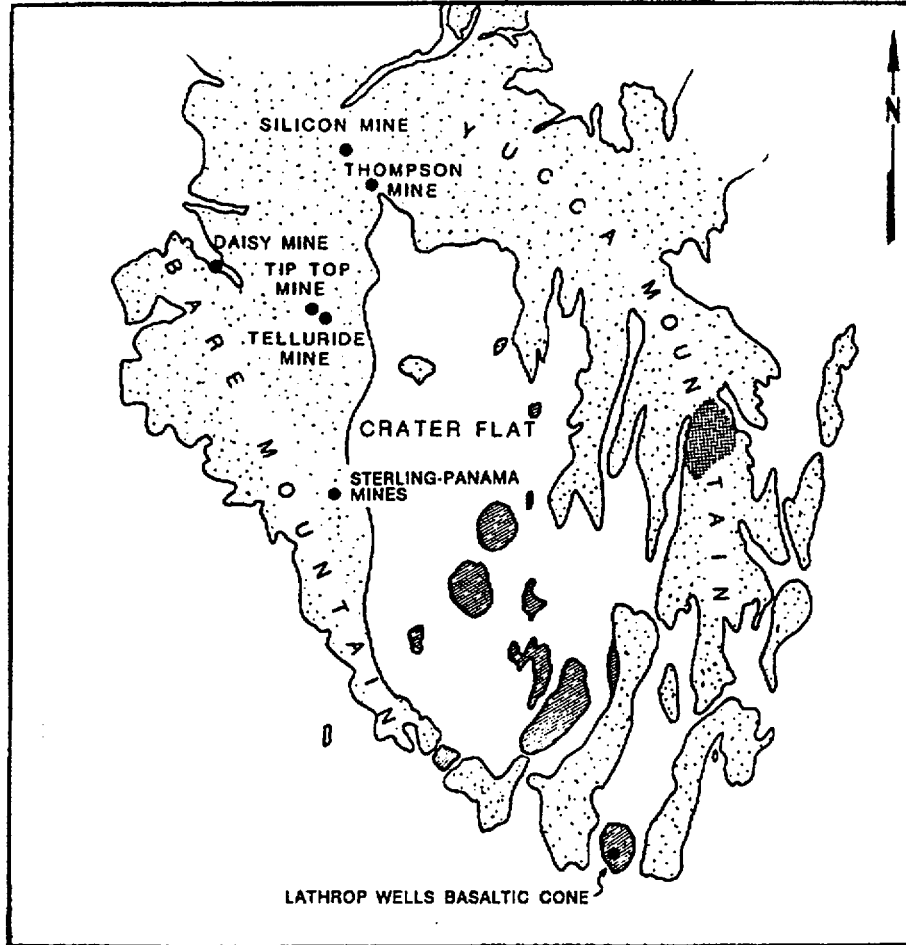 N
SILICON MINE
THOMPSON
MINE
YUCCA MOUNTAIN
DAISY MINE
TIP TOP
MINE
TELLURIDE
MINE
BARE MOUNTAIN
CRATER FLAT
STERLING-PANAMA
MINES
LATHROP WELLS BASALTIC CONE